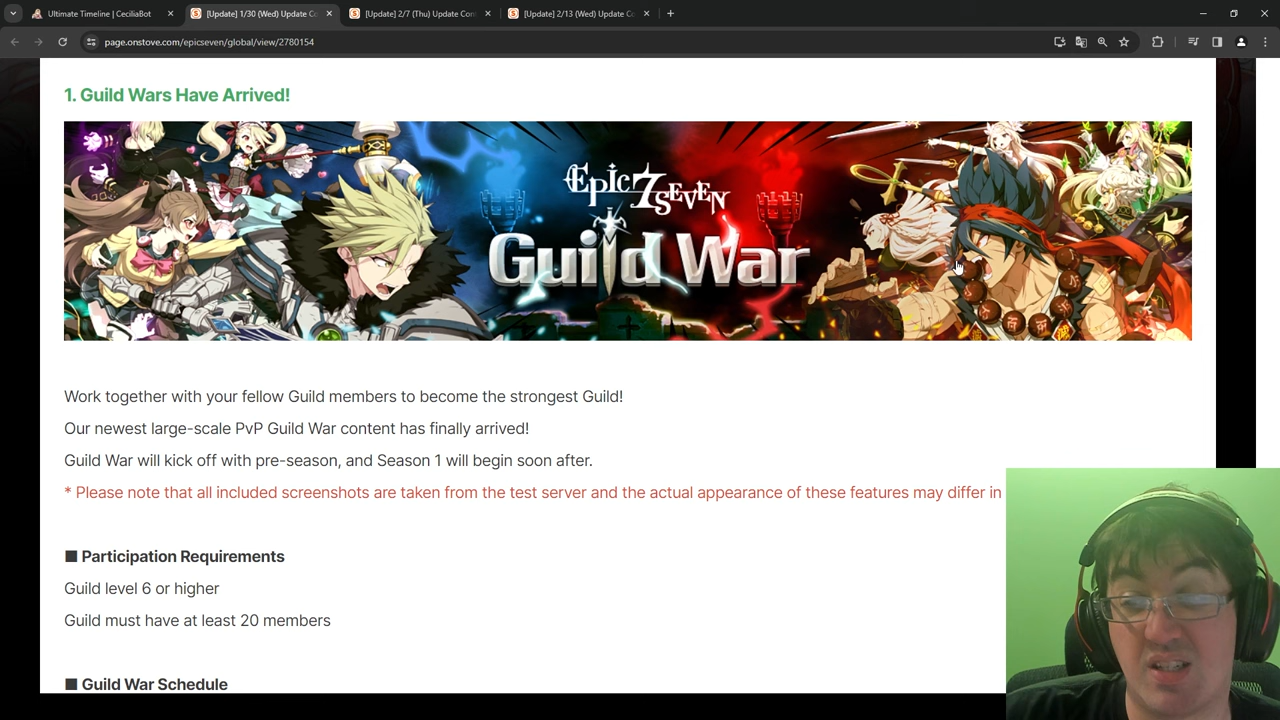 Ultimate Timeline | CeciliaBot
[Update] 1/30 (Wed) Update Co
[Update] 2/7 (Thu) Update Con
[Update] 2/13 (Wed) Update Co
page.onstove.com/epicseven/global/view/2780154
1. Guild Wars Have Arrived!
Epic7
SEVEN
Guild War
Work together with your fellow Guild members to become the strongest Guild!
Our newest large-scale PvP Guild War content has finally arrived!
Guild War will kick off with pre-season, and Season 1 will begin soon after.
* Please note that all included screenshots are taken from the test server and the actual appearance of these features may differ in
■ Participation Requirements
Guild level 6 or higher
Guild must have at least 20 members
■ Guild War Schedule